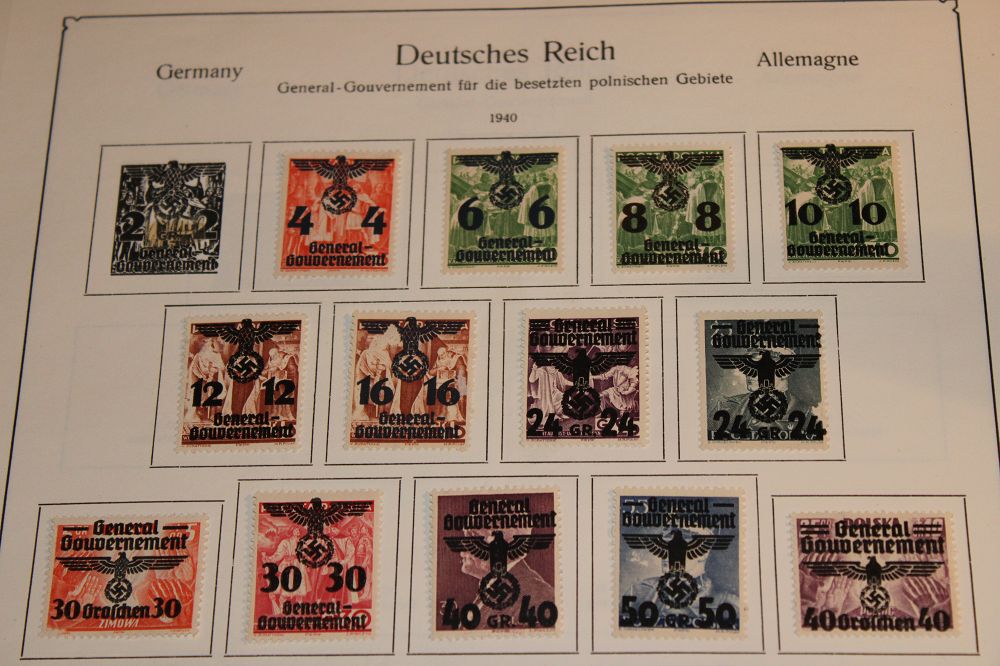 Deutsches Reich
Germany
Allemagne
General-Gouvernement für die besetzten polnischen Gebiete
1940
2 2
General-
Gouvernement
4 4
General-
Gouvernement
6 6
General-
Gouvernement
8 8
General-
Gouvernement
10 10
General-
Gouvernement
12 12
General-
Gouvernement
16 16
General-
Gouvernement
General
Gouvernement
24 GR. 24
General
Gouvernement
24 GR. 24
General
Gouvernement
30 Groschen 30
ZIMOWA
30 30
General-
Gouvernement
General
Gouvernement
40 GR. 40
General
Gouvernement
50 GR. 50
General
Gouvernement
40 Groschen 40